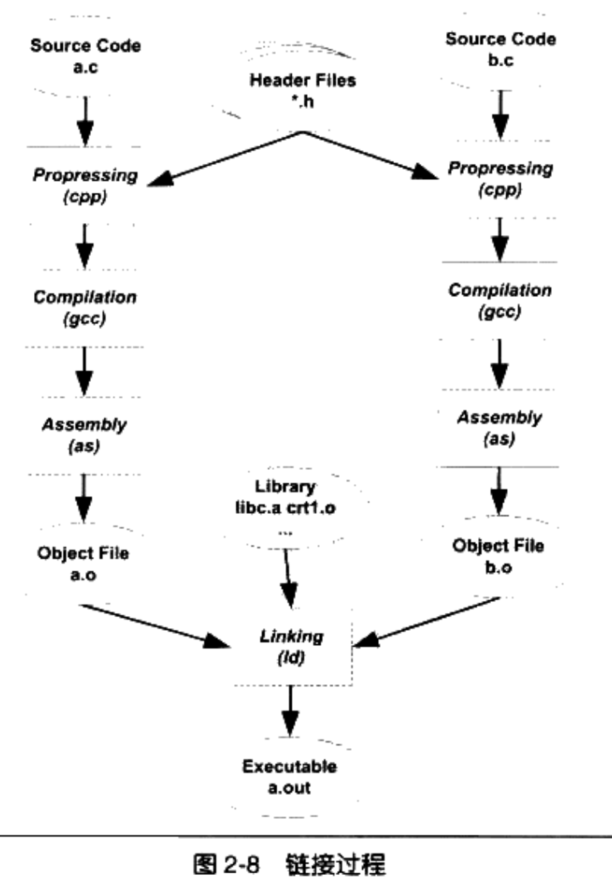 Source Code
a.c
Header Files
*.h
Source Code
b.c
Propressing
(cpp)
Propressing
(cpp)
Compilation
(gcc)
Compilation
(gcc)
Assembly
(as)
Assembly
(as)
Library
libc.a crt1.o
...
Object File
a.o
Object File
b.o
Linking
(ld)
Executable
a.out
图 2-8 链接过程